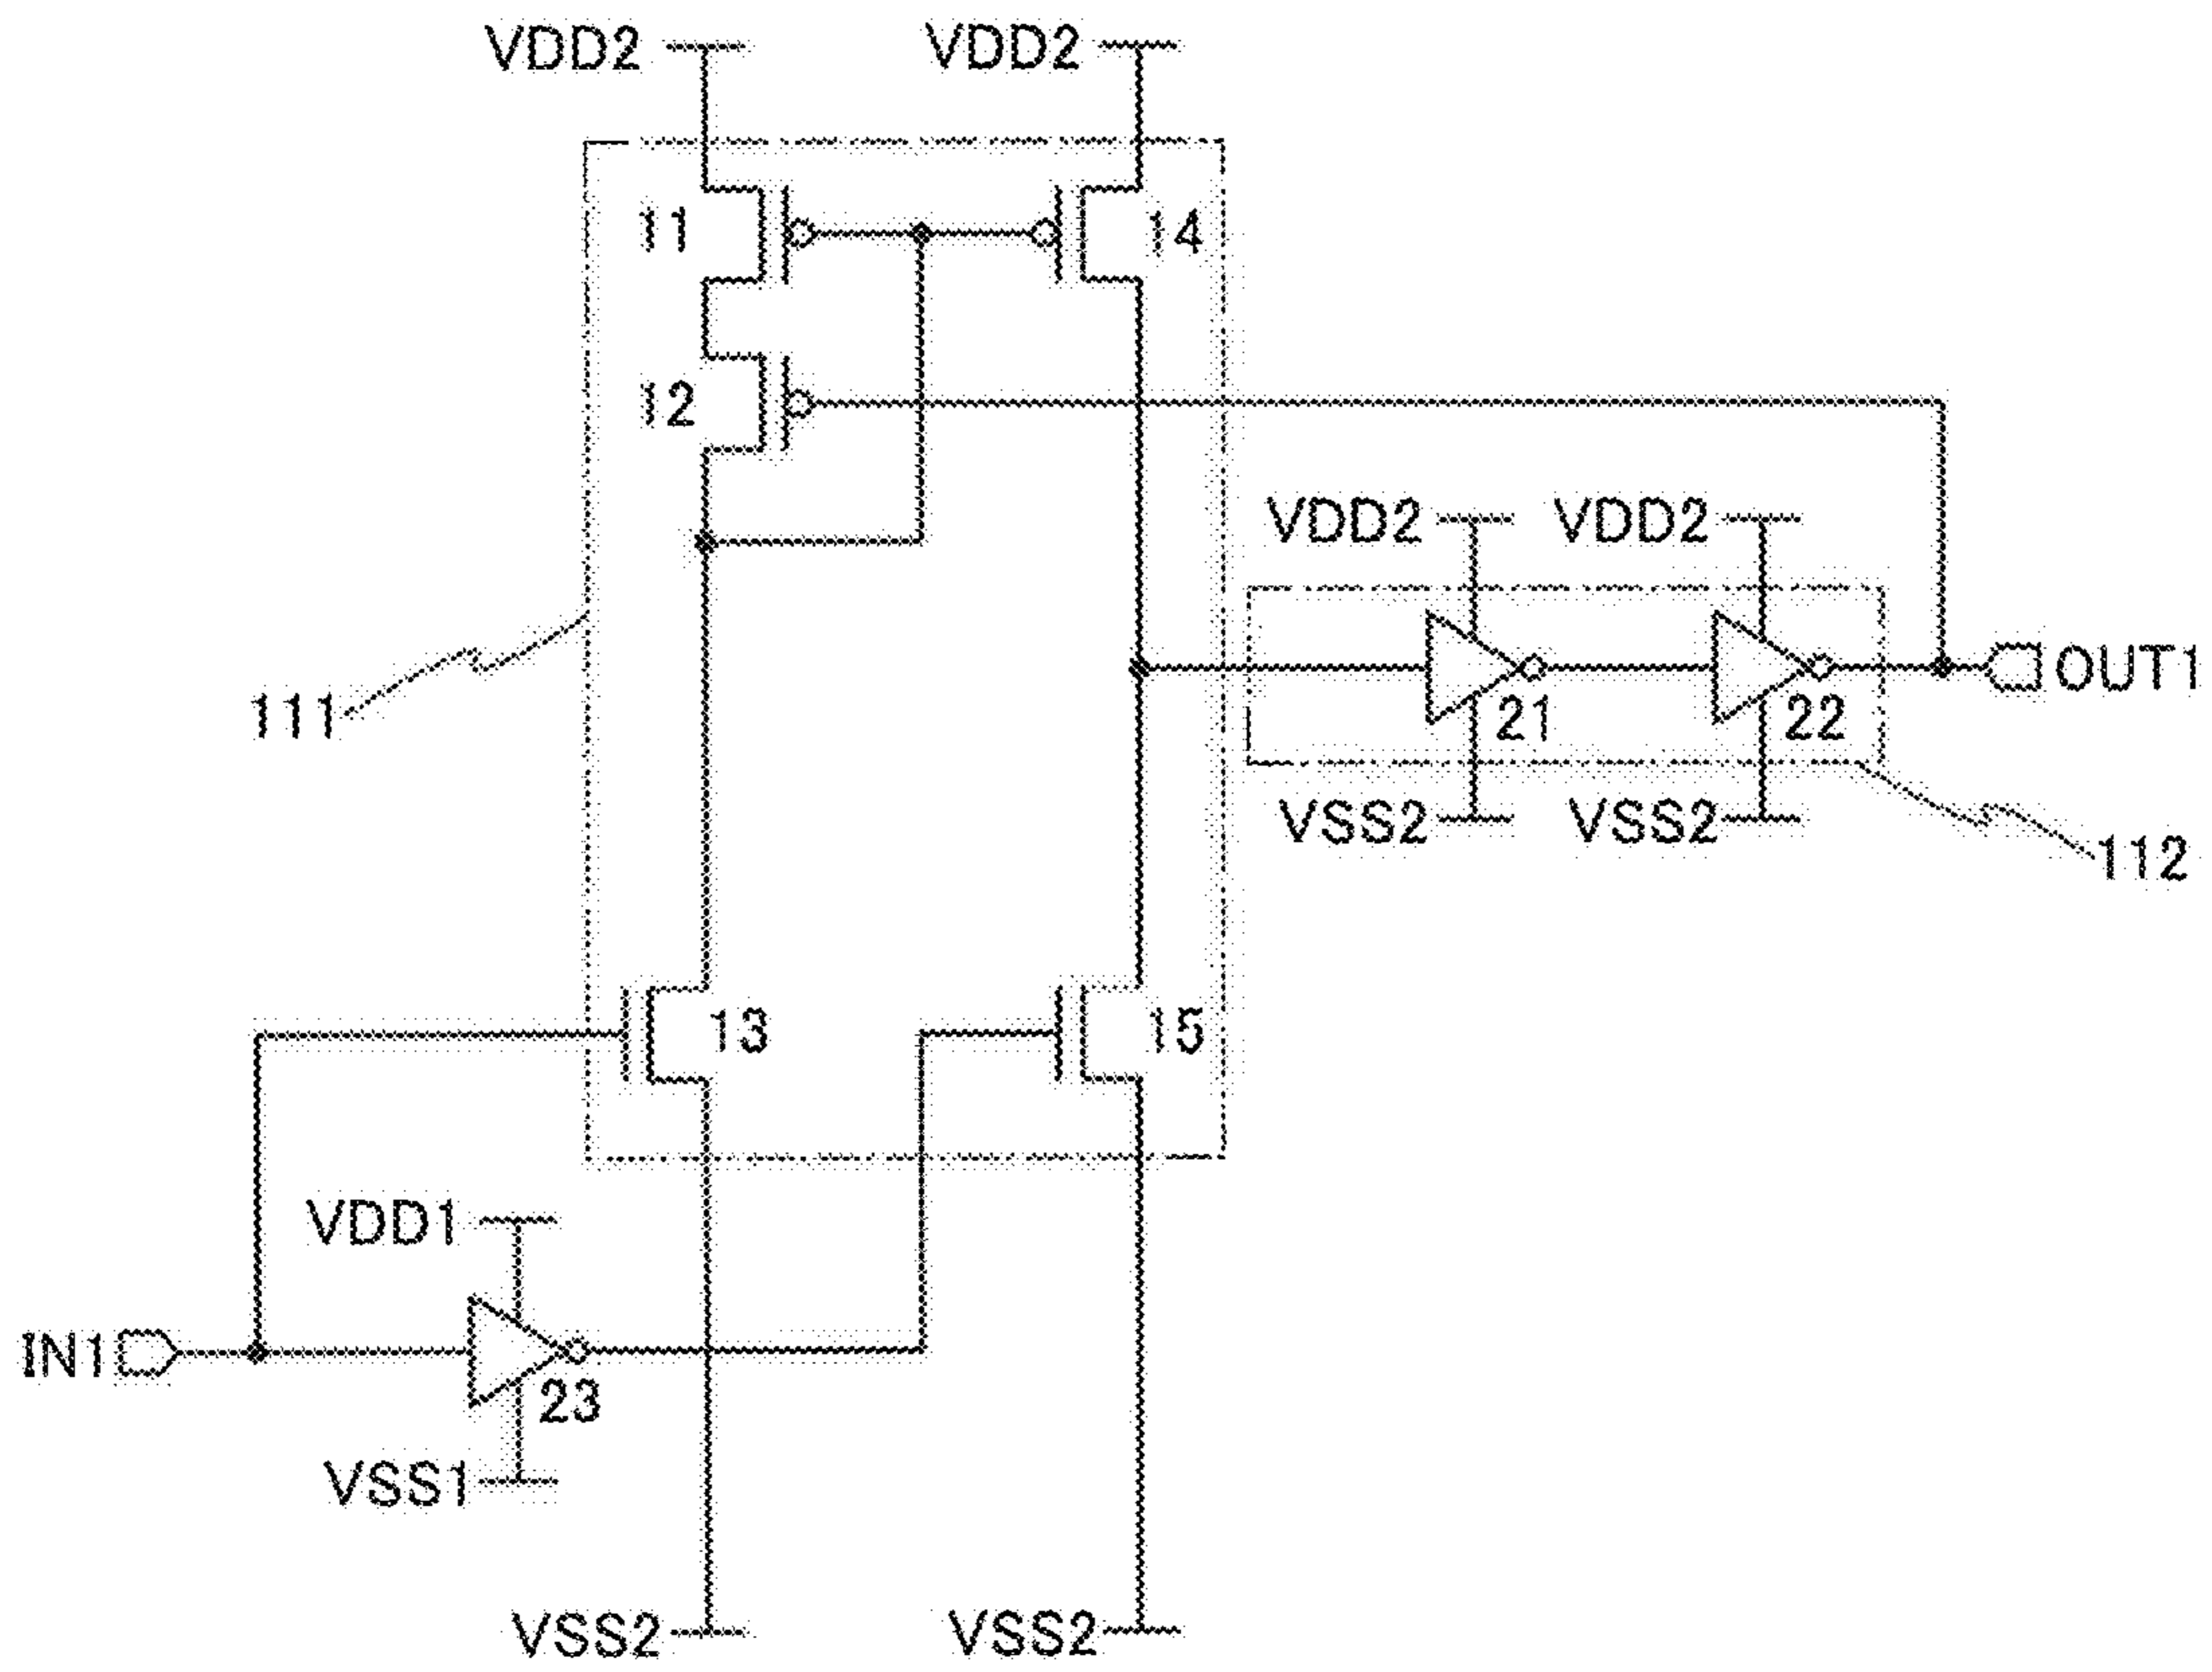 VDD2 VDD2
11 14
12
VDD2 VDD2
OUT1
111 21 22
VSS2 VSS2
112
13 15
VDD1
IN1
23
VSS1
VSS2 VSS2